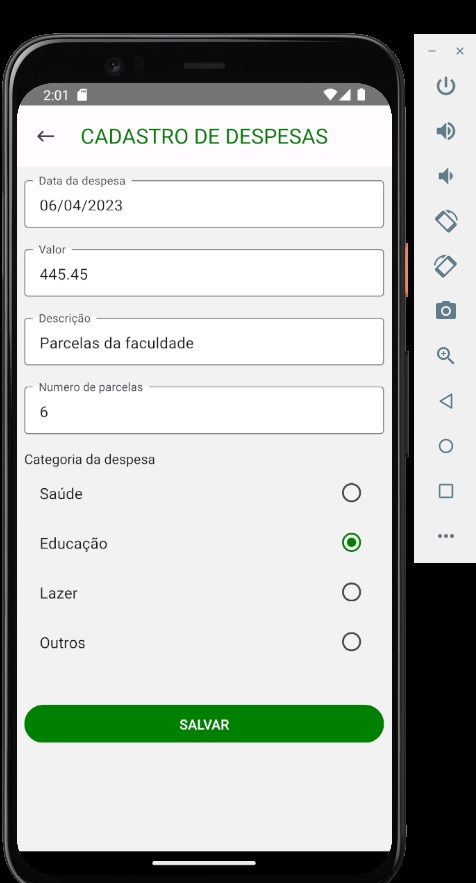 2:01
CADASTRO DE DESPESAS
Data da despesa
06/04/2023
Valor
445.45
Descrição
Parcelas da faculdade
Numero de parcelas
6
Categoria da despesa
Saúde
Educação
Lazer
Outros
SALVAR